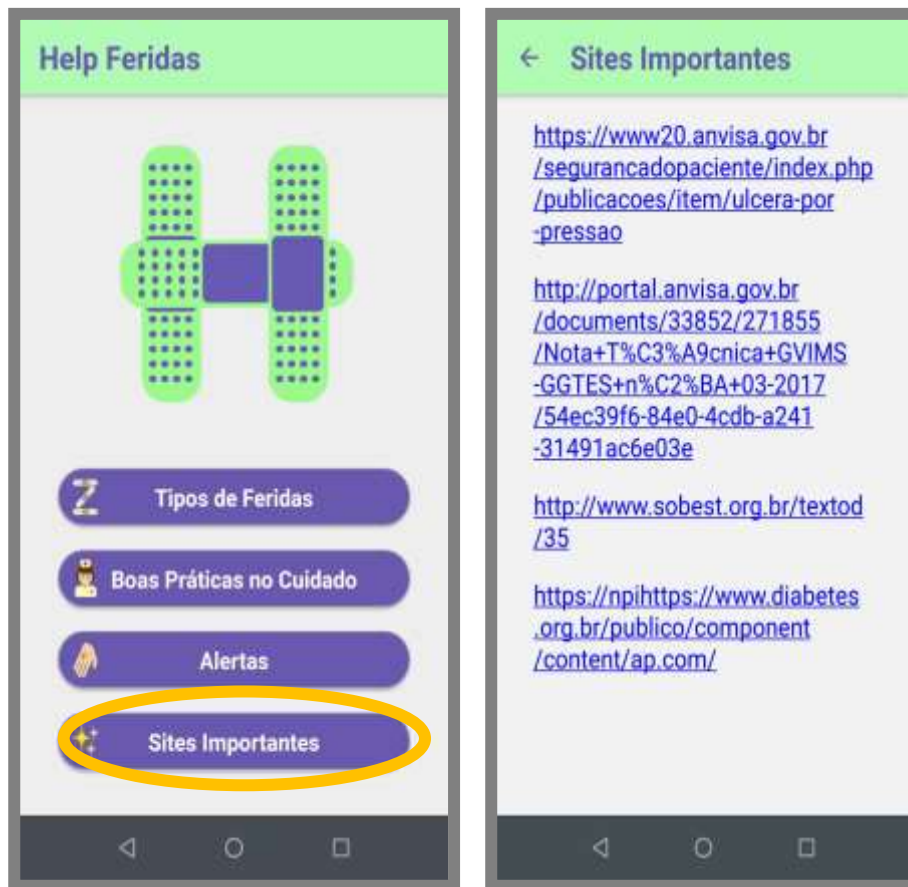 Help Feridas
Tipos de Feridas
Boas Práticas no Cuidado
Alertas
Sites Importantes
Sites Importantes
https://www20.anvisa.gov.br
/segurancadopaciente/index.php
/publicacoes/item/ulcera-por
-pressao
http://portal.anvisa.gov.br
/documents/33852/271855
/Nota+T%C3%A9cnica+GVIMS
-GGTES+n%C2%BA+03-2017
/54ec39f6-84e0-4cdb-a241
-31491ac6e03e
http://www.sobest.org.br/textod
/35
https://npihttps://www.diabetes
.org.br/publico/component
/content/ap.com/